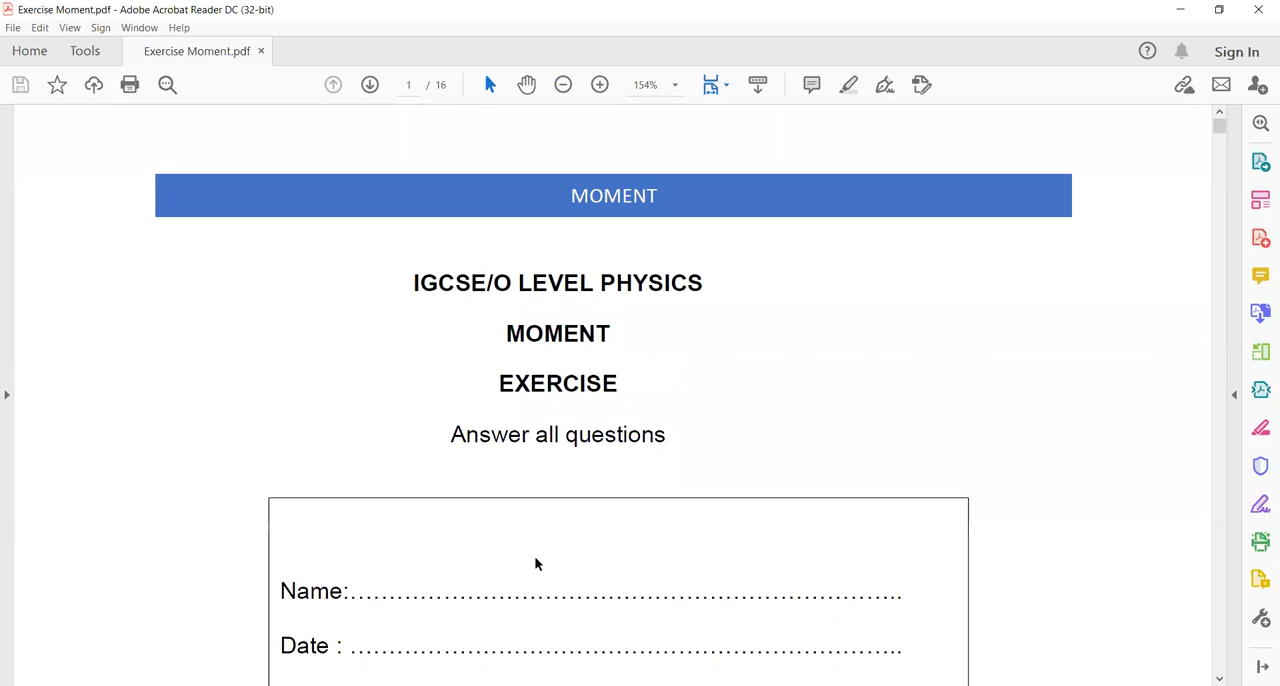 Exercise Moment.pdf - Adobe Acrobat Reader DC (32-bit)
File Edit View Sign Window Help
Home Tools Exercise Moment.pdf × Sign In
1 / 16 154%
MOMENT
IGCSE/O LEVEL PHYSICS
MOMENT
EXERCISE
Answer all questions
Name:....................................................................
Date : ....................................................................